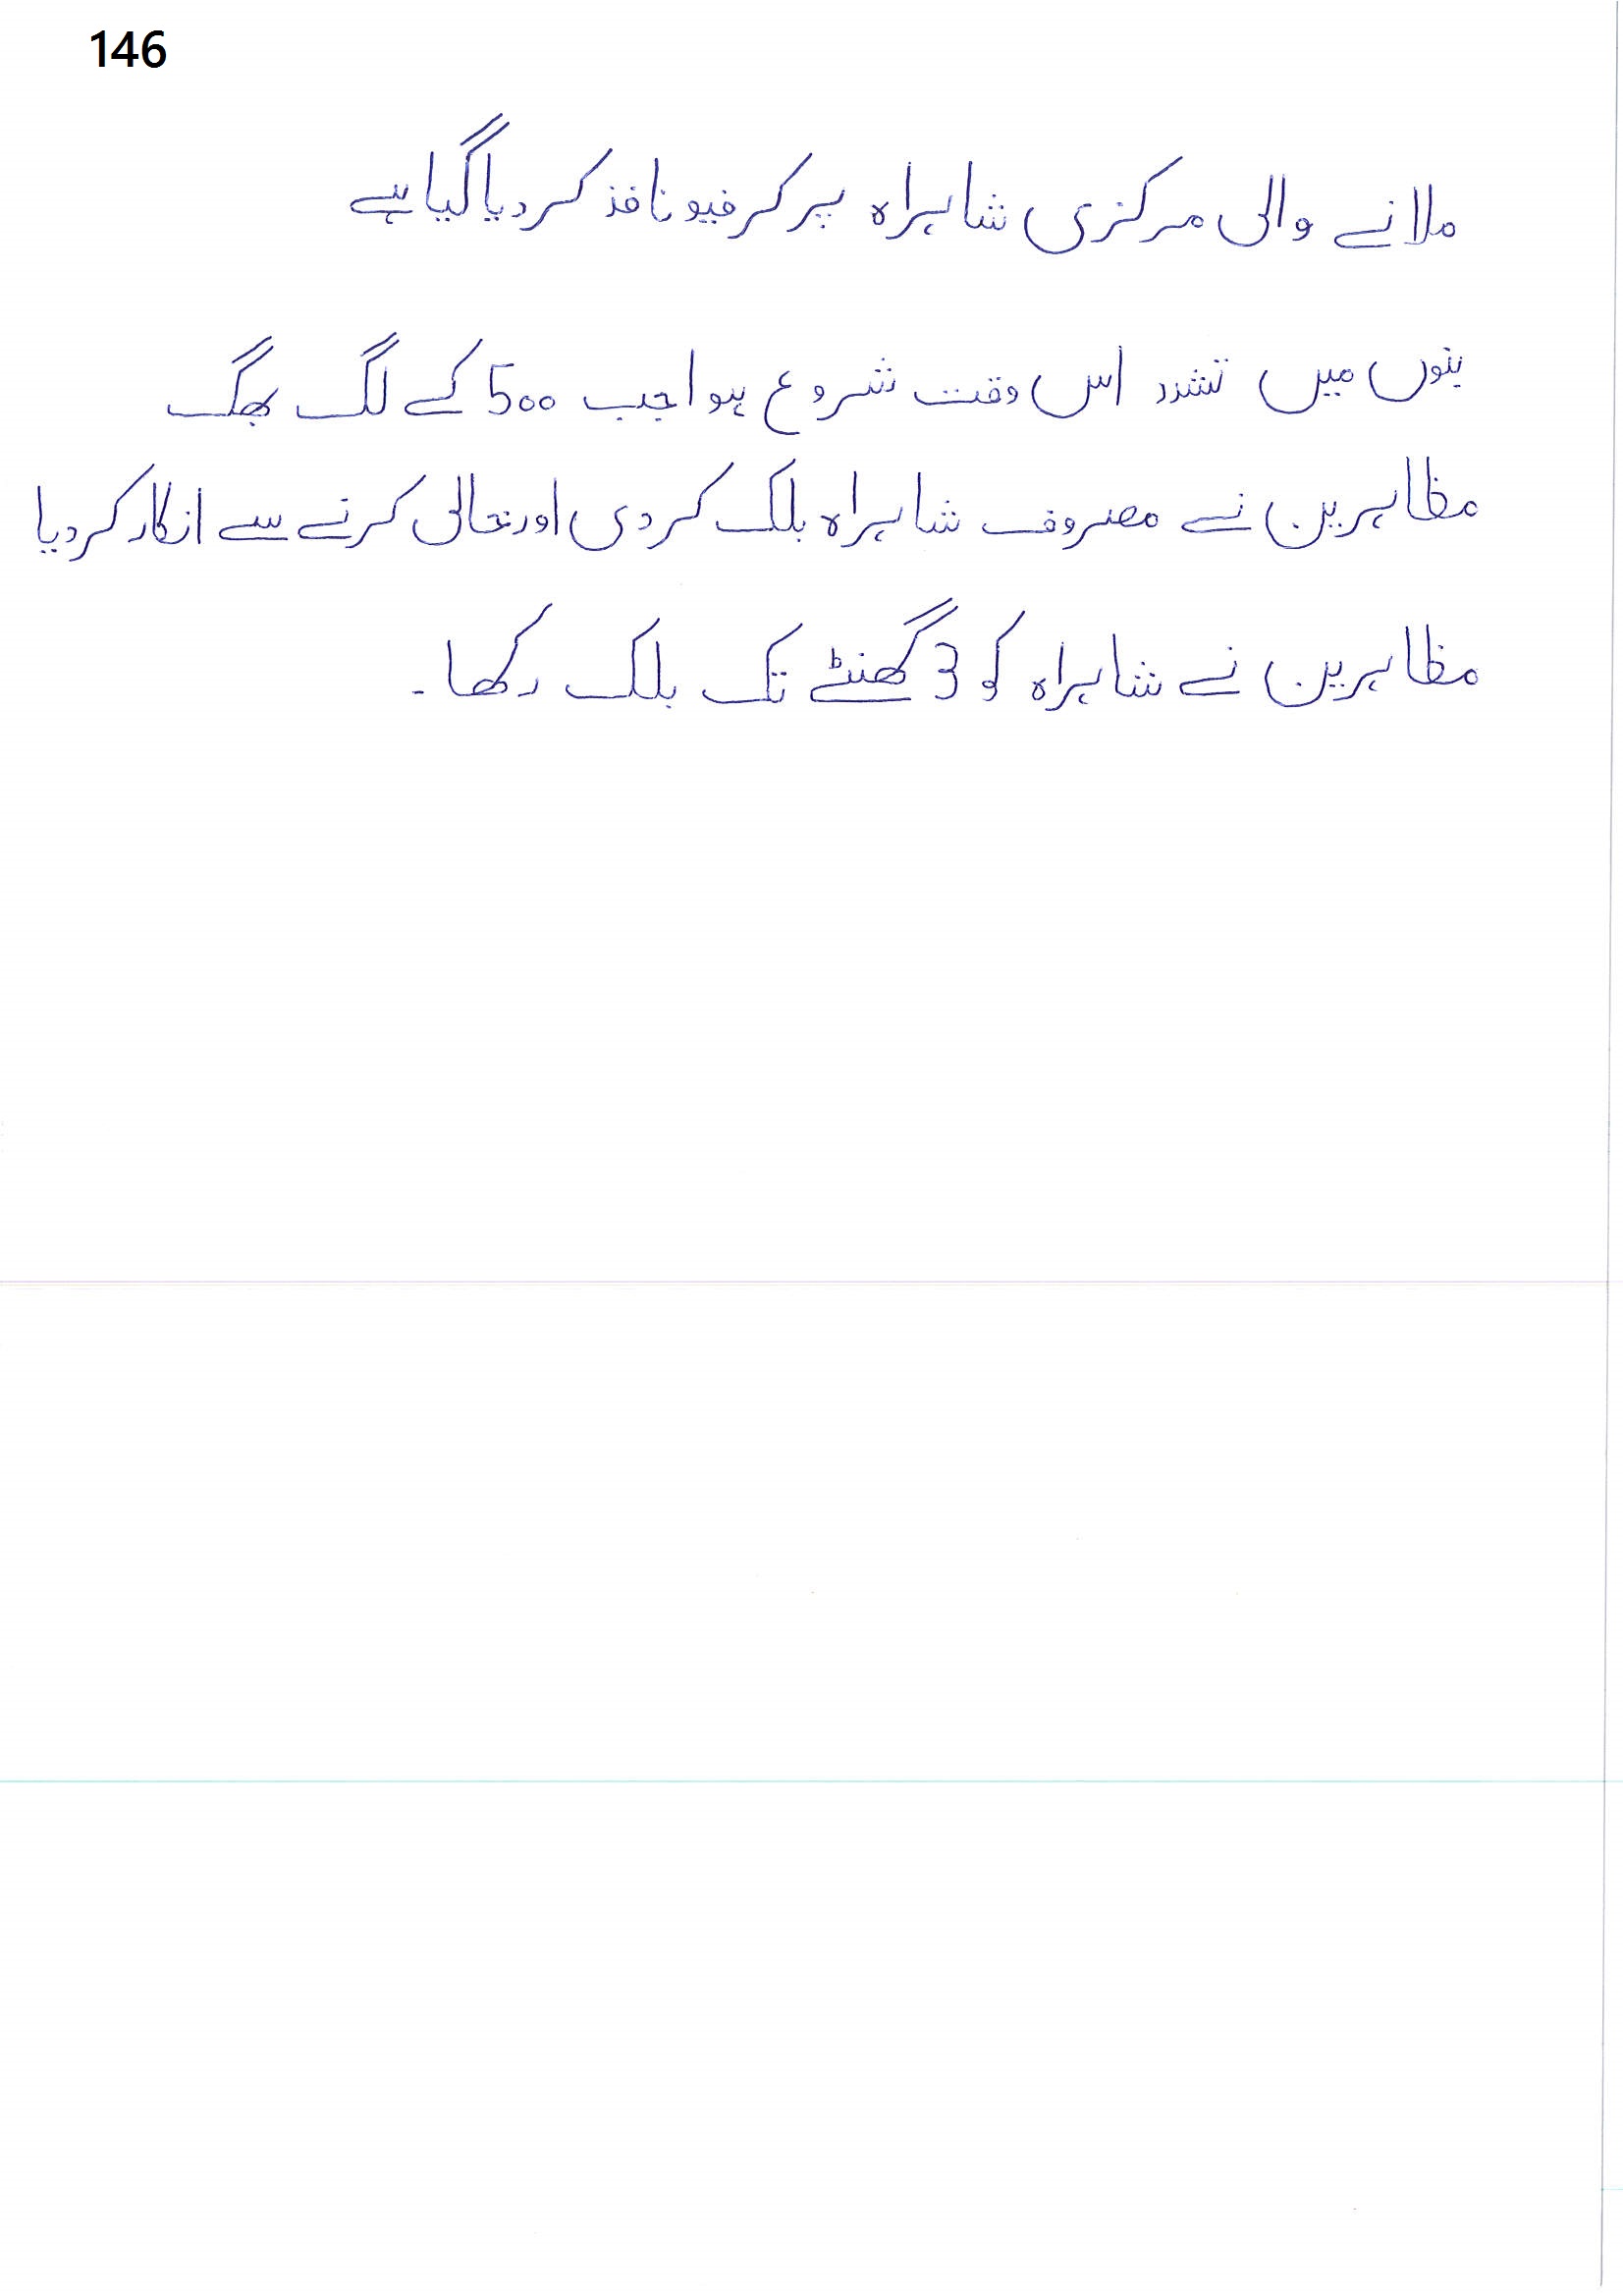 146
ملانے والی مرکزی شاہراہ پر کرفیو نافذ کر دیا گیا ہے
بنوں میں تشدد اس وقت شروع ہوا جب 500 کے لگ بھگ
مظاہرین نے مصروف شاہراہ بلک کر دی اور خالی کرنے سے انکار کر دیا
مظاہرین نے شاہراہ کو 3 گھنٹے تک بلک رکھا۔